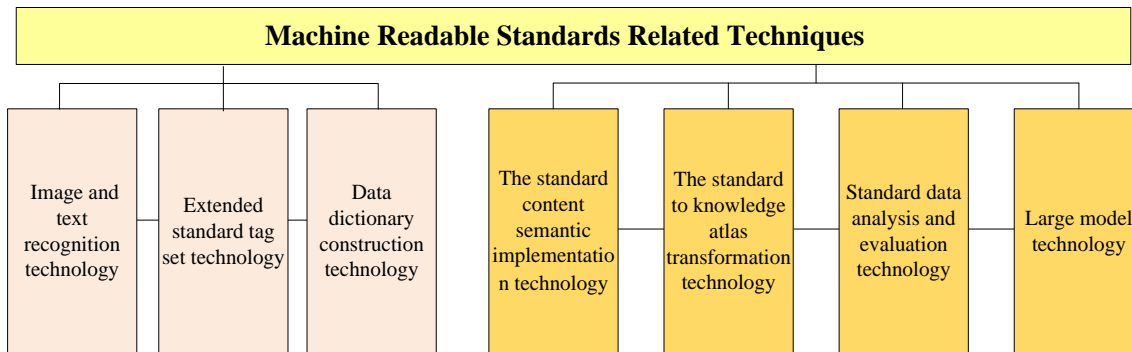 Machine Readable Standards Related Techniques
Image and
text
recognition
technology
Extended
standard tag
set technology
Data
dictionary
construction
technology
The standard
content
semantic
implementatio
n technology
The standard
to knowledge
atlas
transformation
technology
Standard data
analysis and
evaluation
technology
Large model
technology